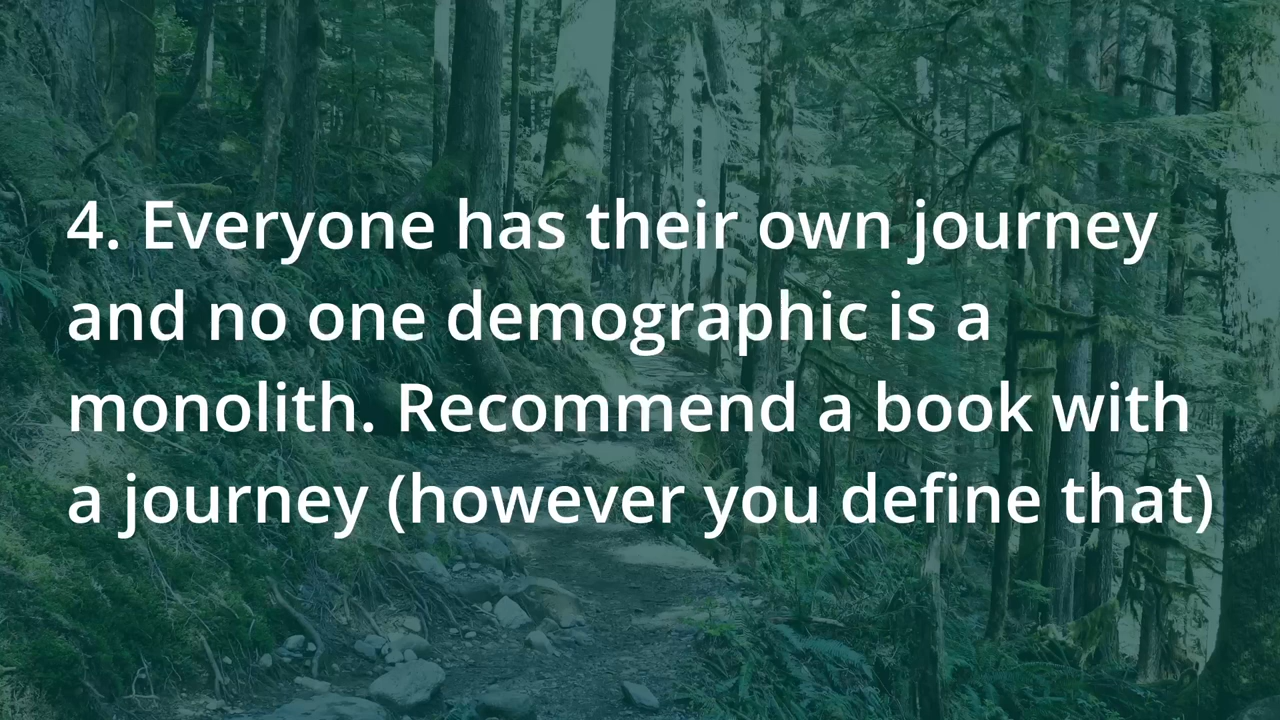 4. Everyone has their own journey
and no one demographic is a
monolith. Recommend a book with
a journey (however you define that)